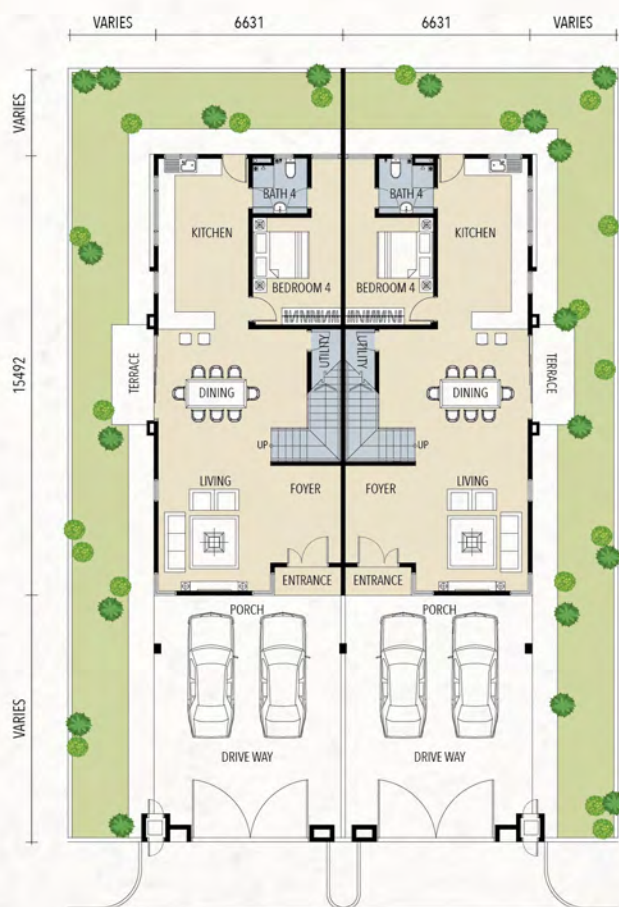 VARIES 6631 6631 VARIES
VARIES
BATH 4 BATH 4
KITCHEN KITCHEN
BEDROOM 4 BEDROOM 4
UTILITY UTILITY
TERRACE TERRACE
15492
DINING DINING
UP UP
LIVING LIVING
FOYER FOYER
ENTRANCE ENTRANCE
PORCH PORCH
VARIES
DRIVE WAY DRIVE WAY